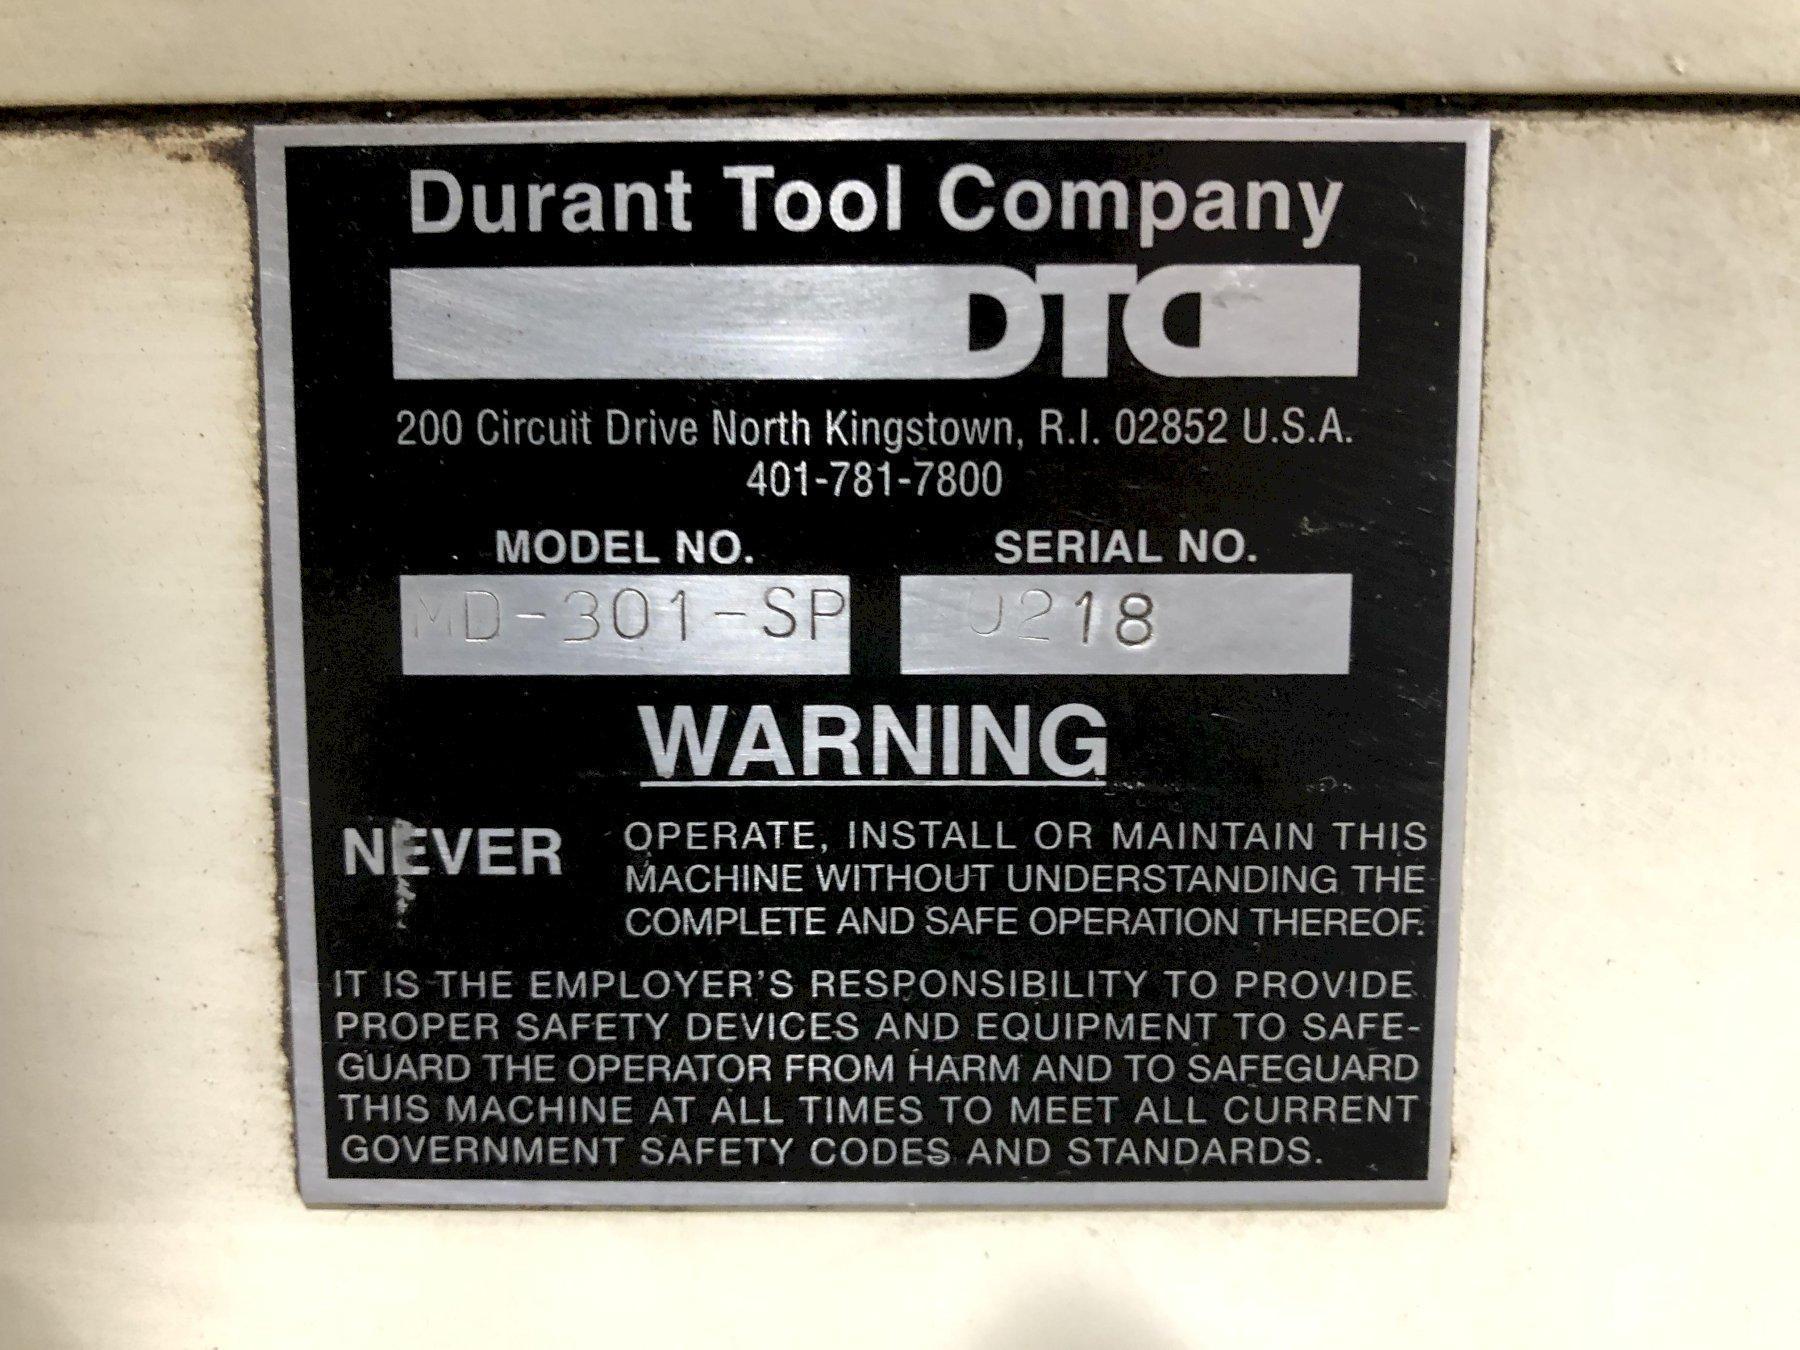 Durant Tool Company
DTC
200 Circuit Drive North Kingstown, R.I. 02852 U.S.A.
401-781-7800
MODEL NO. SERIAL NO.
MD-301-SP 0218
WARNING
NEVER OPERATE, INSTALL OR MAINTAIN THIS
MACHINE WITHOUT UNDERSTANDING THE
COMPLETE AND SAFE OPERATION THEREOF.
IT IS THE EMPLOYER'S RESPONSIBILITY TO PROVIDE
PROPER SAFETY DEVICES AND EQUIPMENT TO SAFE-
GUARD THE OPERATOR FROM HARM AND TO SAFEGUARD
THIS MACHINE AT ALL TIMES TO MEET ALL CURRENT
GOVERNMENT SAFETY CODES AND STANDARDS.